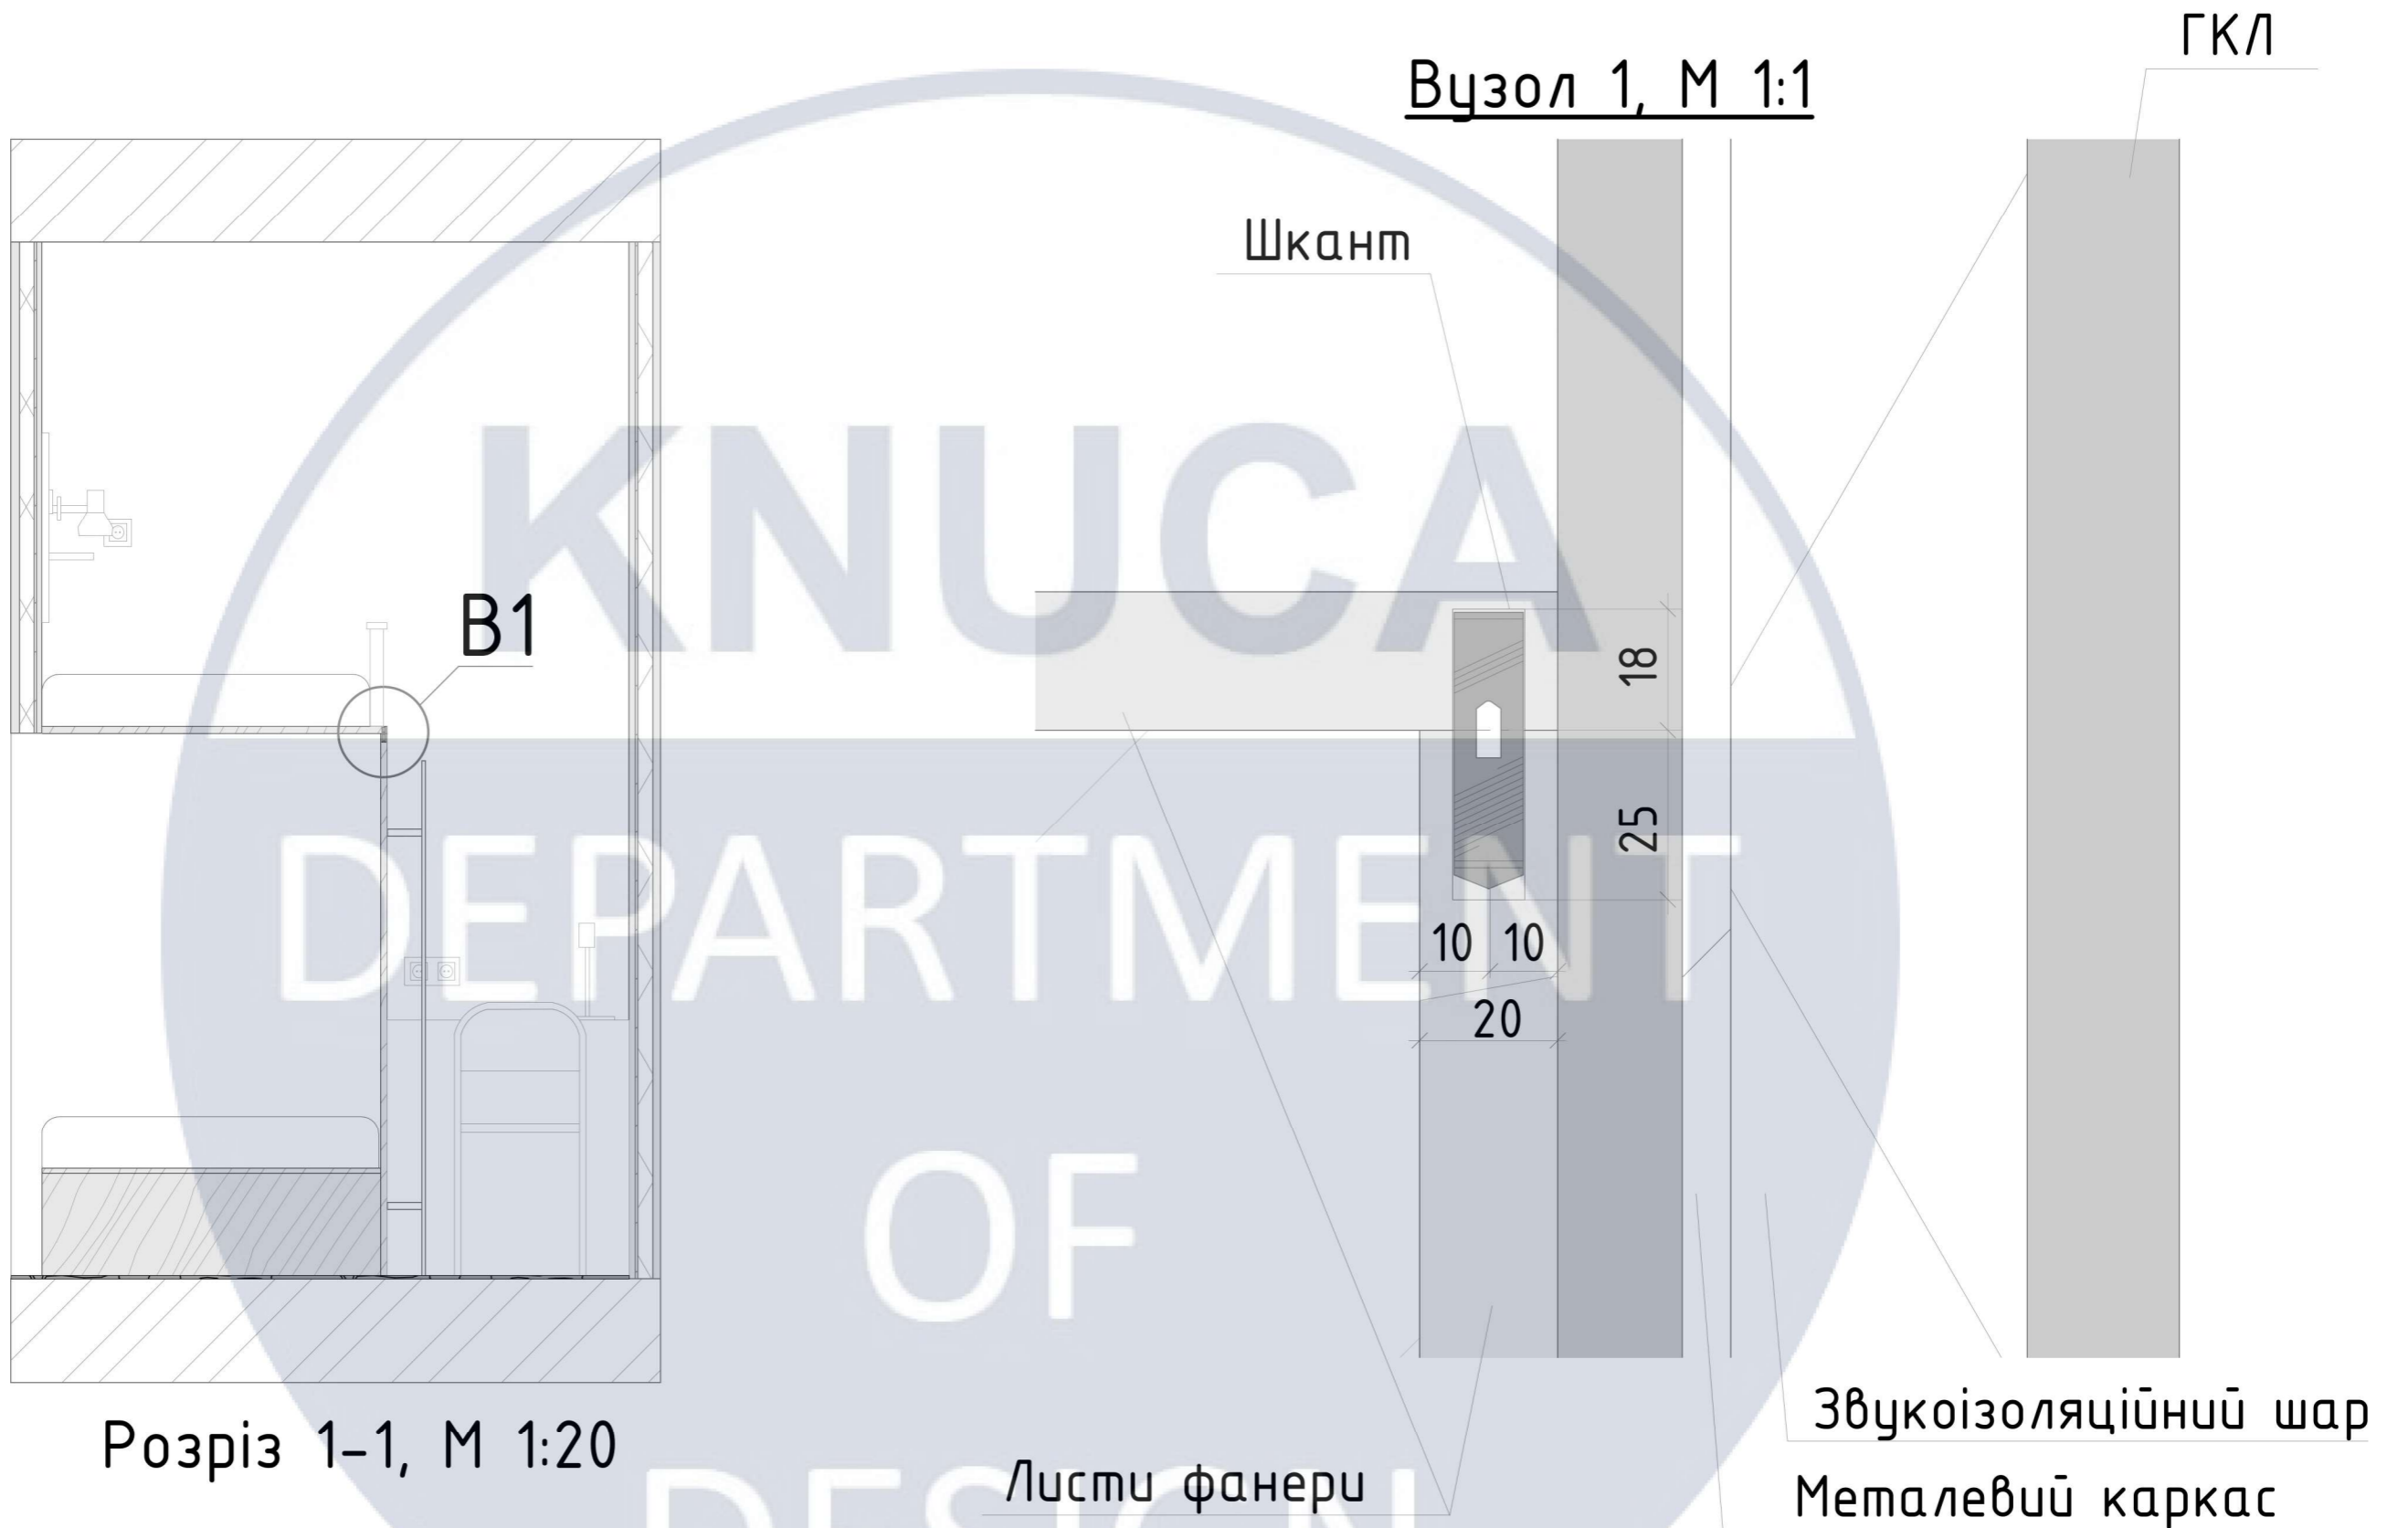 ГКЛ
Вузол 1, М 1:1
Шкант
В1
18
25
10 10
20
KNUCA
DEPARTMENT
OF
DESIGN
Розріз 1-1, М 1:20
Листи фанери
Звукоізоляційний шар
Металевий каркас